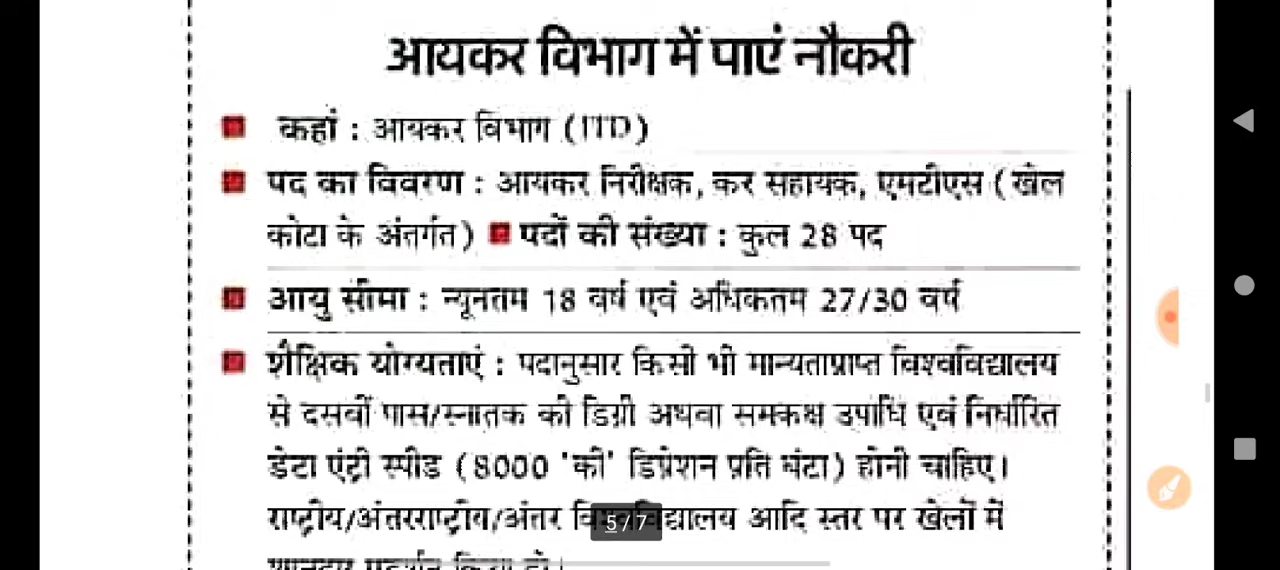 आयकर विभाग में पाएं नौकरी
कहां : आयकर विभाग (ITD)
पद का विवरण : आयकर निरीक्षक, कर सहायक, एमटीएस (खेल
कोटा के अंतर्गत) पदों की संख्या : कुल 28 पद
आयु सीमा : न्यूनतम 18 वर्ष एवं अधिकतम 27/30 वर्ष
शैक्षिक योग्यताएं : पदानुसार किसी भी मान्यताप्राप्त विश्वविद्यालय
से दसवीं पास/स्नातक की डिग्री अथवा समकक्ष उपाधि एवं निर्धारित
डेटा एंट्री स्पीड (8000 'की' डिप्रेशन प्रति घंटा) होनी चाहिए।
राष्ट्रीय/अंतरराष्ट्रीय/अंतर विश्वविद्यालय आदि स्तर पर खेलों में
5/7